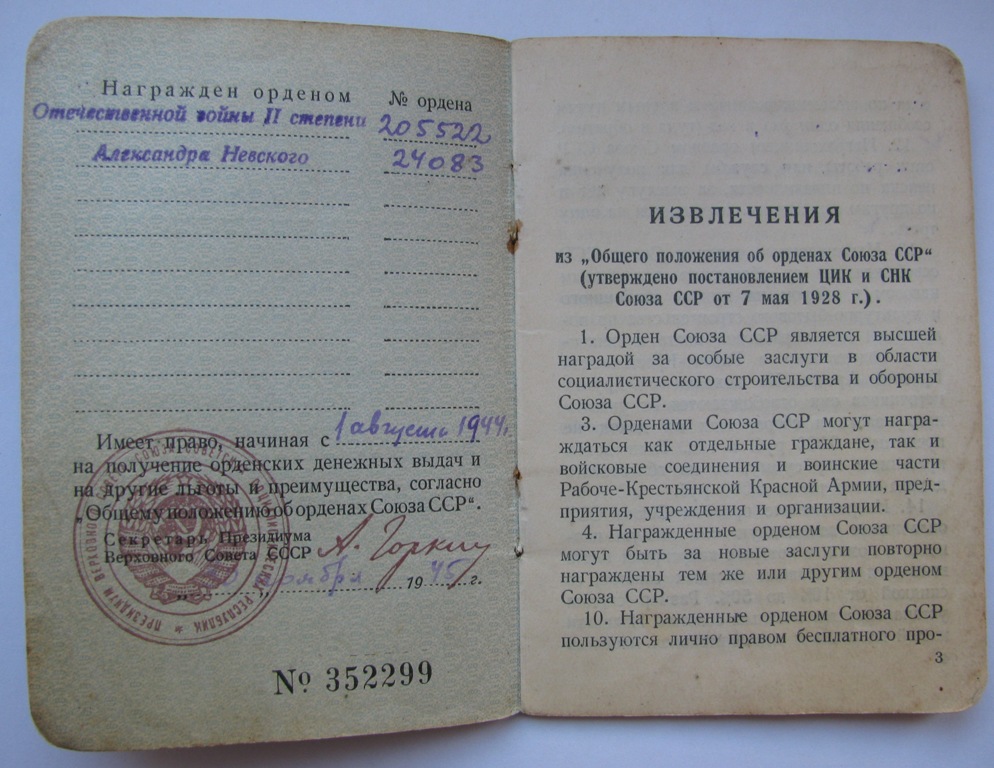 Награжден орденом
№ ордена
Отечественной войны II степени
205522
Александра Невского
24083
Имеет право, начиная с 1 августа 1944 г.
на получение орденских денежных выдач и
на другие льготы и преимущества, согласно
„Общему положению об орденах Союза ССР“.
Секретарь Президиума
Верховного Совета СССР
А. Горкин
ноября 1945 г.
№ 352299
ИЗВЛЕЧЕНИЯ
из „Общего положения об орденах Союза ССР“
(утверждено постановлением ЦИК и СНК
Союза ССР от 7 мая 1928 г.).
1. Орден Союза ССР является высшей
наградой за особые заслуги в области
социалистического строительства и обороны
Союза ССР.
3. Орденами Союза ССР могут награ-
ждаться как отдельные граждане, так и
войсковые соединения и воинские части
Рабоче-Крестьянской Красной Армии, пред-
приятия, учреждения и организации.
4. Награжденные орденом Союза ССР
могут быть за новые заслуги повторно
награждены тем же или другим орденом
Союза ССР.
10. Награжденные орденом Союза ССР
пользуются лично правом бесплатного про-
3